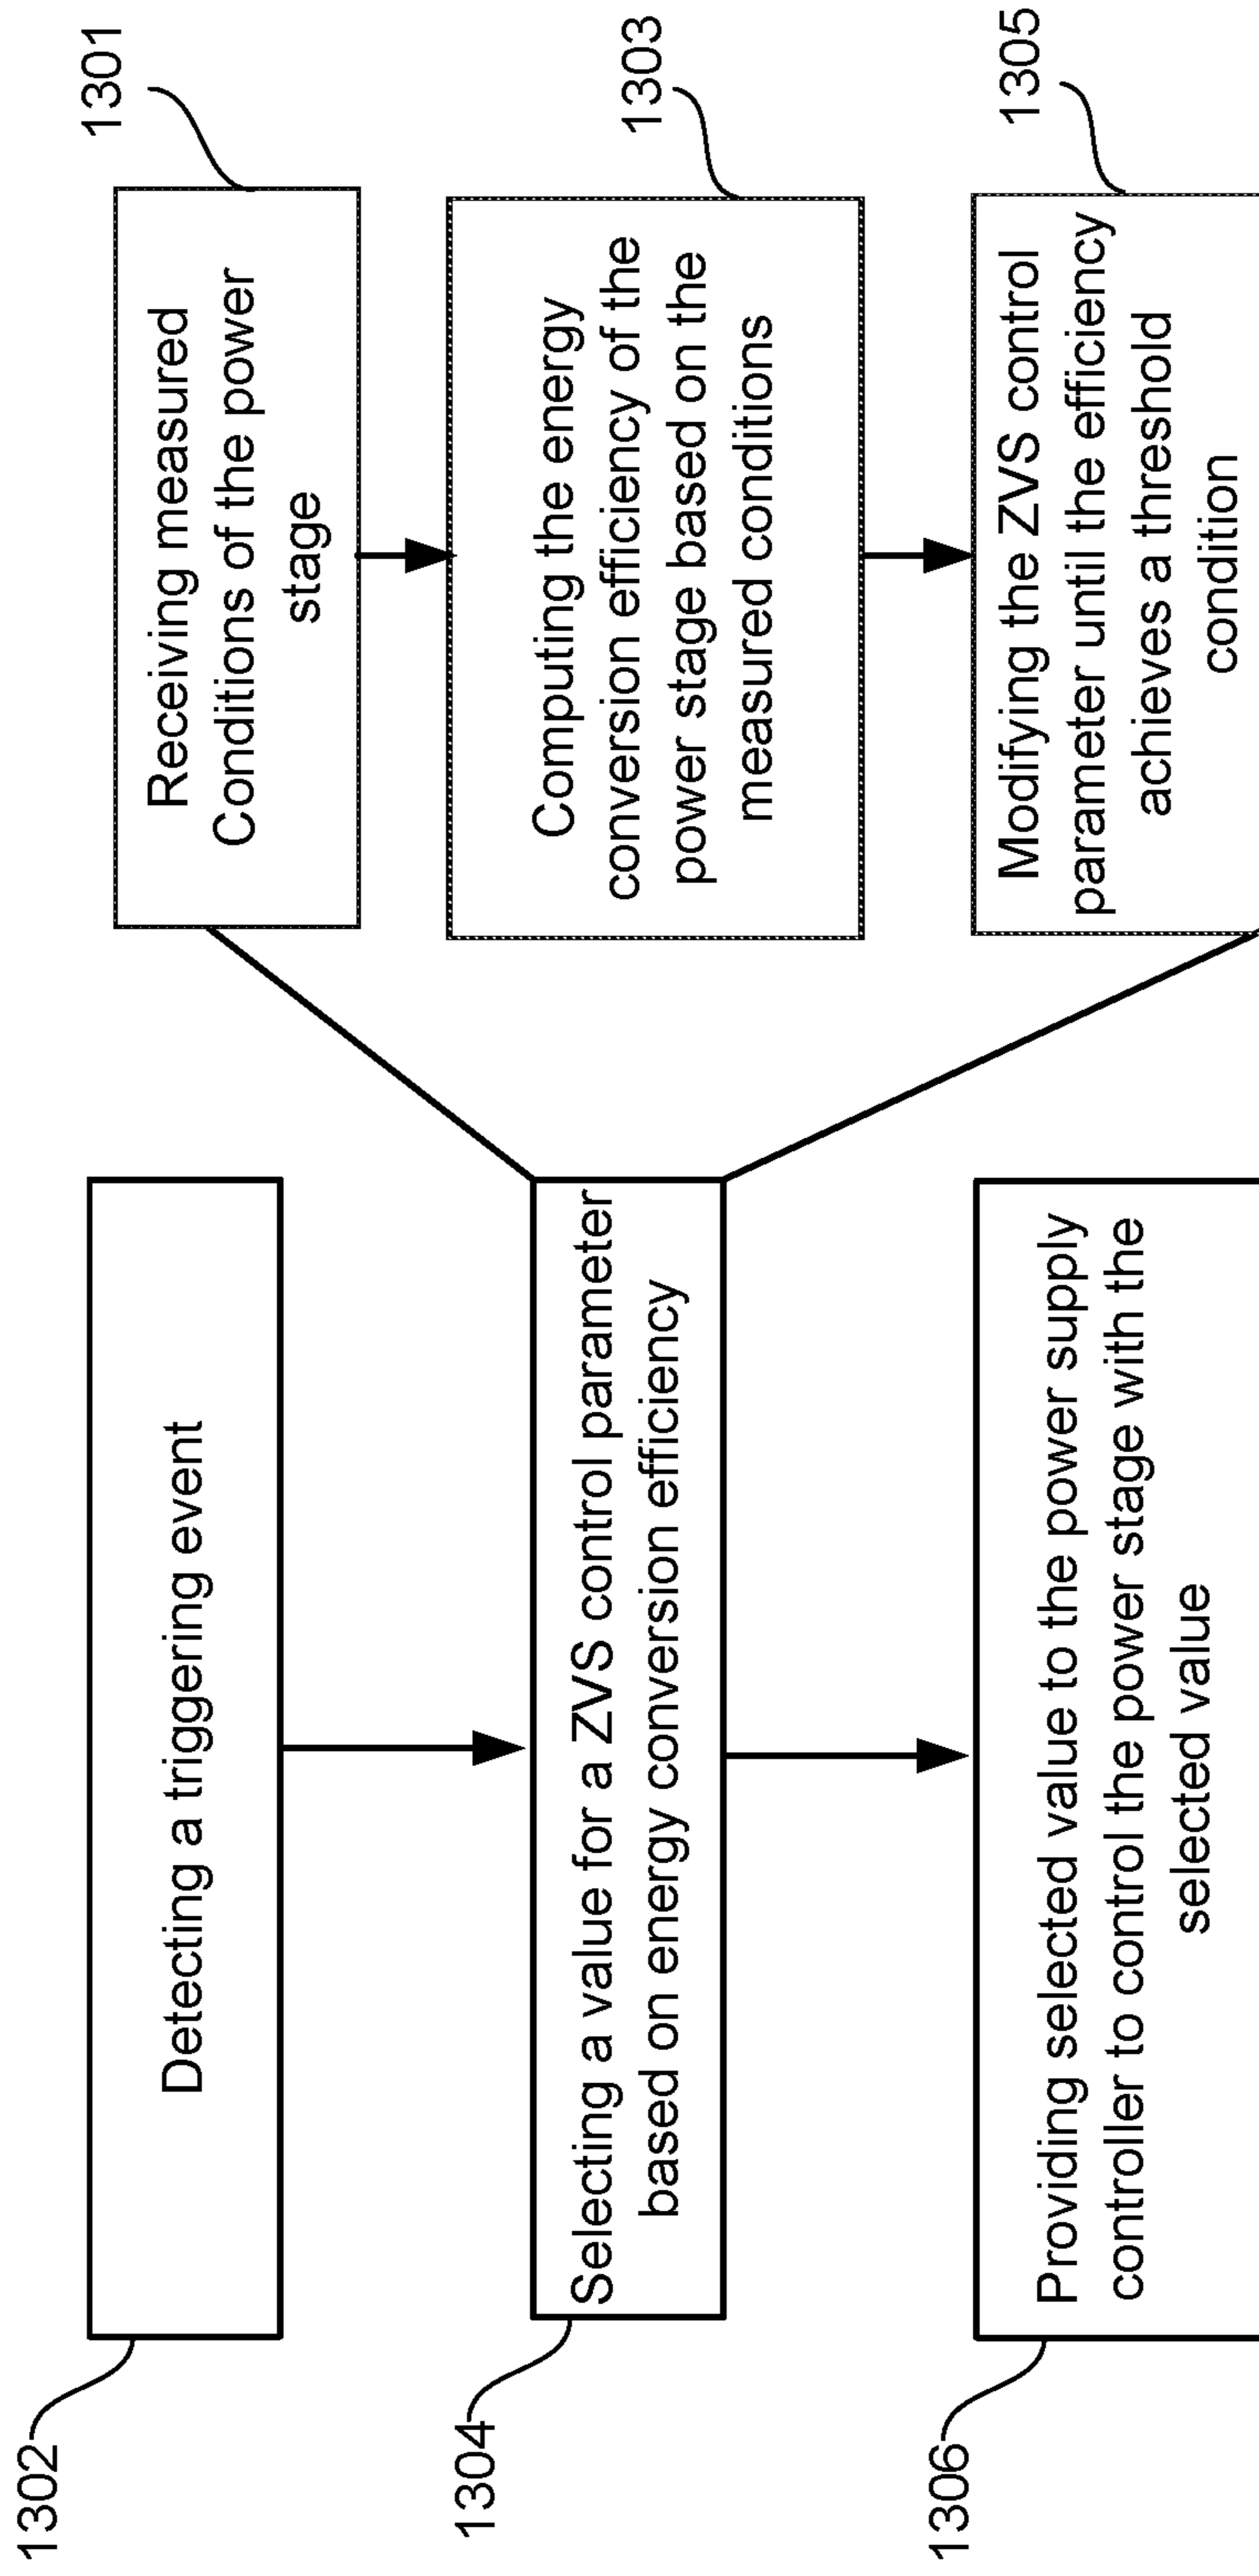 1302
Detecting a triggering event
1304
Selecting a value for a ZVS control parameter
based on energy conversion efficiency
1306
Providing selected value to the power supply
controller to control the power stage with the
selected value
1301
Receiving measured
Conditions of the power
stage
1303
Computing the energy
conversion efficiency of the
power stage based on the
measured conditions
1305
Modifying the ZVS control
parameter until the efficiency
achieves a threshold
condition